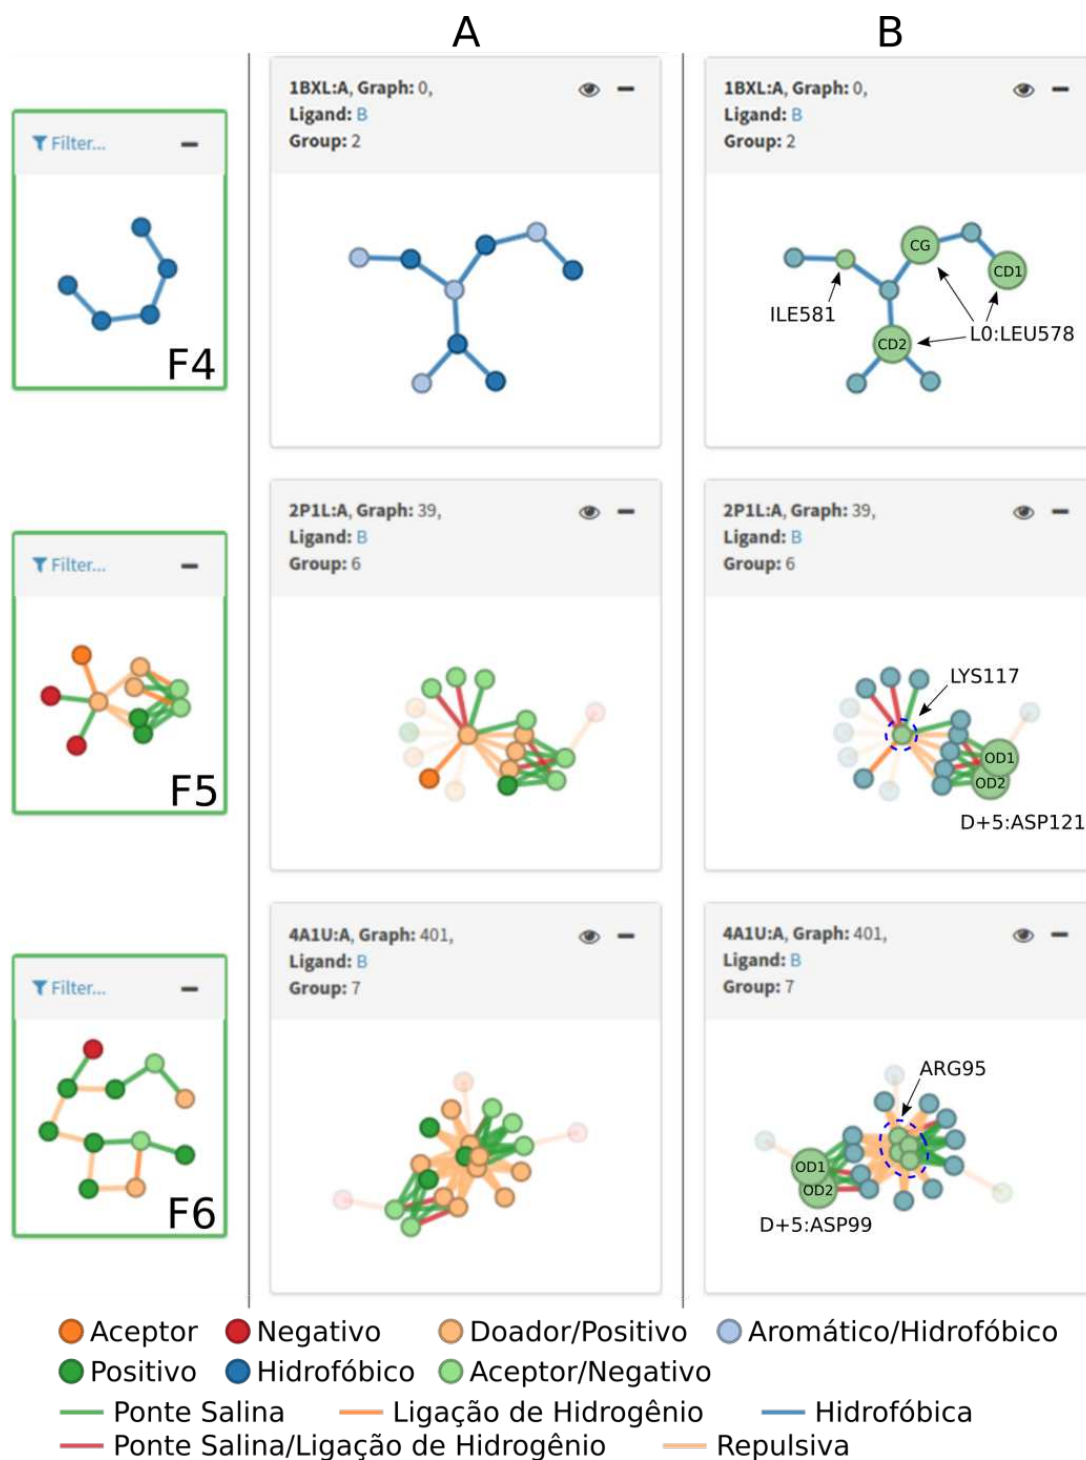 A
B
Filter...
F4
1BXL:A, Graph: 0,
Ligand: B
Group: 2
1BXL:A, Graph: 0,
Ligand: B
Group: 2
CG
CD1
ILE581
L0:LEU578
CD2
Filter...
F5
2P1L:A, Graph: 39,
Ligand: B
Group: 6
2P1L:A, Graph: 39,
Ligand: B
Group: 6
LYS117
OD1
OD2
D+5:ASP121
Filter...
F6
4A1U:A, Graph: 401,
Ligand: B
Group: 7
4A1U:A, Graph: 401,
Ligand: B
Group: 7
ARG95
OD1
OD2
D+5:ASP99
Aceptor Negativo Doador/Positivo Aromático/Hidrofóbico
Positivo Hidrofóbico Aceptor/Negativo
Ponte Salina Ligação de Hidrogênio Hidrofóbica
Ponte Salina/Ligação de Hidrogênio Repulsiva